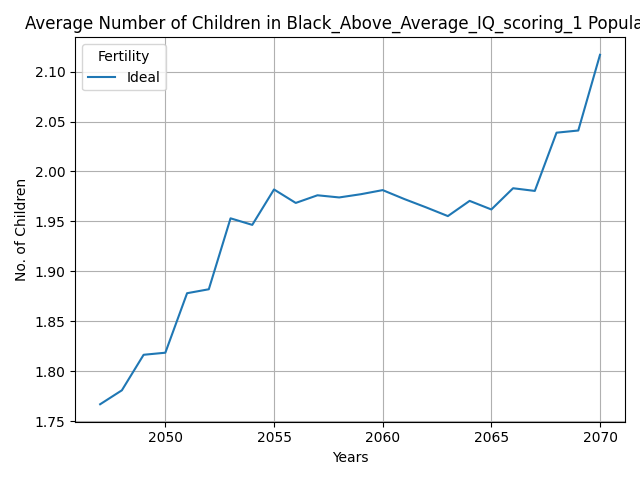 Average Number of Children in Black_Above_Average_IQ_scoring_1 Popula
Fertility
Ideal
2.10
2.05
2.00
1.95
1.90
1.85
1.80
1.75
No. of Children
2050 2055 2060 2065 2070
Years